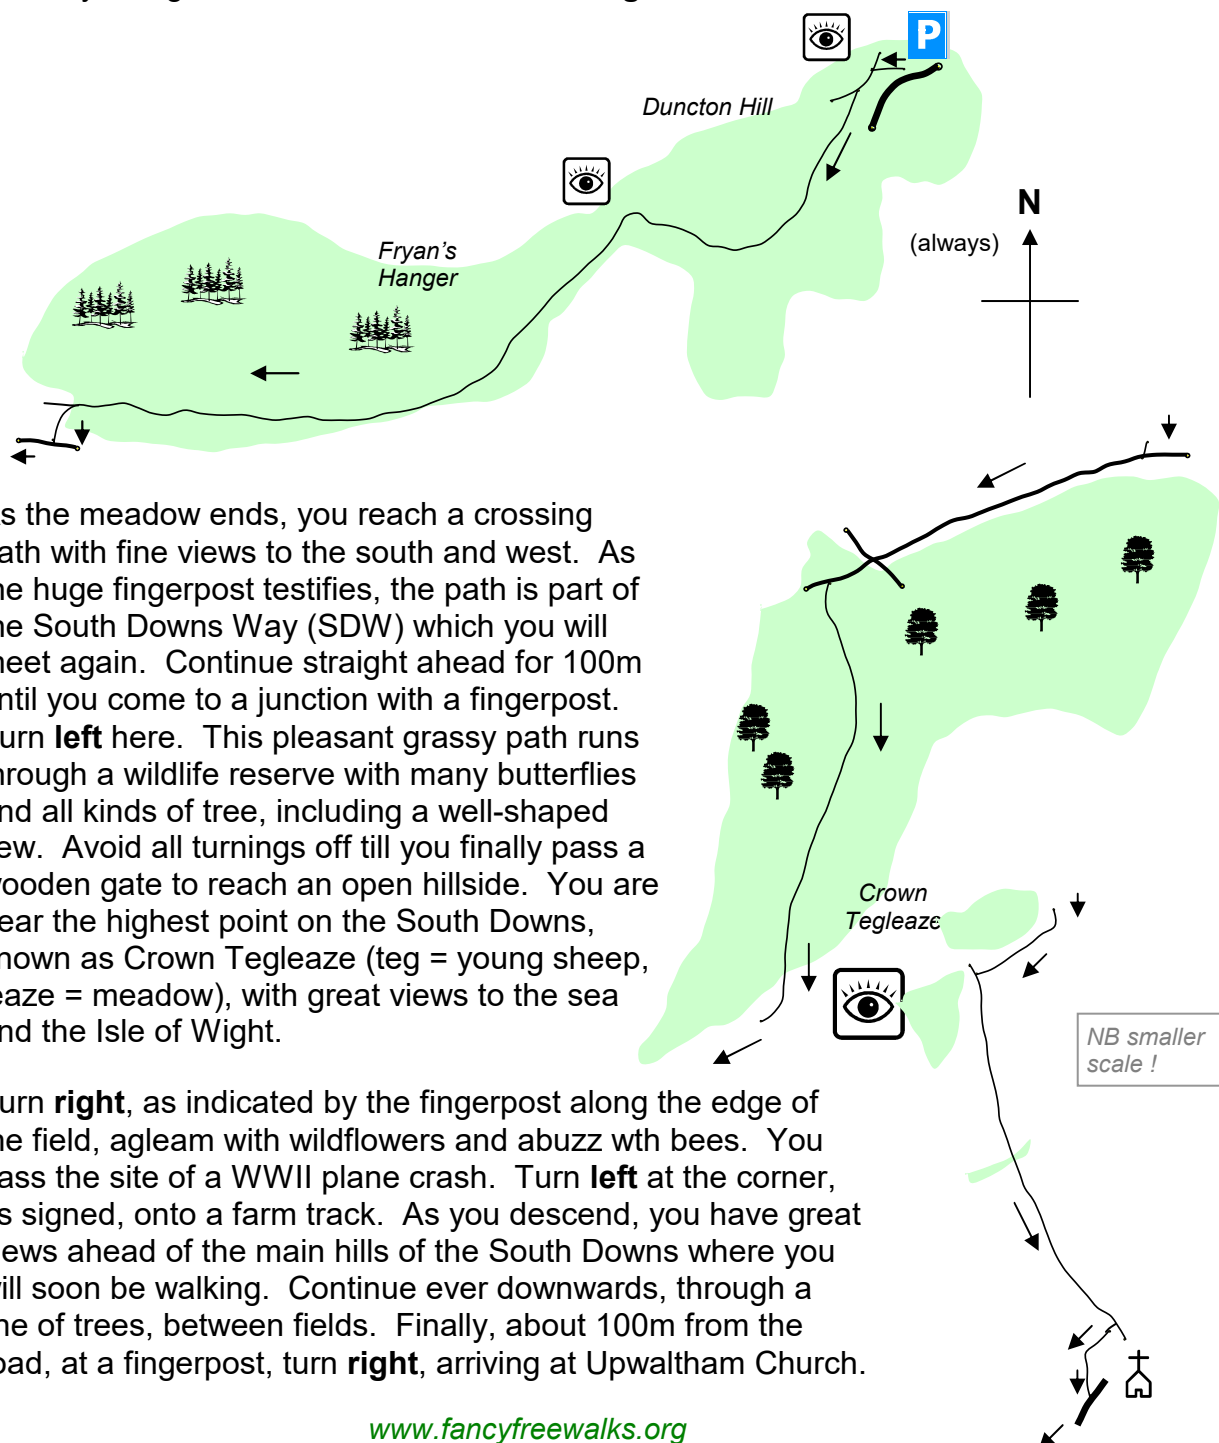 P
Duncton Hill
N
(always)
Fryan's
Hanger
s the meadow ends, you reach a crossing
ath with fine views to the south and west. As
he huge fingerpost testifies, the path is part of
he South Downs Way (SDW) which you will
neet again. Continue straight ahead for 100m
ntil you come to a junction with a fingerpost.
urn left here. This pleasant grassy path runs
hrough a wildlife reserve with many butterflies
nd all kinds of tree, including a well-shaped
ew. Avoid all turnings off till you finally pass a
vooden gate to reach an open hillside. You are
ear the highest point on the South Downs,
nown as Crown Tegleaze (teg = young sheep,
eaze = meadow), with great views to the sea
nd the Isle of Wight.
Crown
Tegleaze
NB smaller
scale !
urn right, as indicated by the fingerpost along the edge of
he field, agleam with wildflowers and abuzz wth bees. You
ass the site of a WWII plane crash. Turn left at the corner,
s signed, onto a farm track. As you descend, you have great
iews ahead of the main hills of the South Downs where you
vill soon be walking. Continue ever downwards, through a
ne of trees, between fields. Finally, about 100m from the
oad, at a fingerpost, turn right, arriving at Upwaltham Church.
www.fancyfreewalks.org